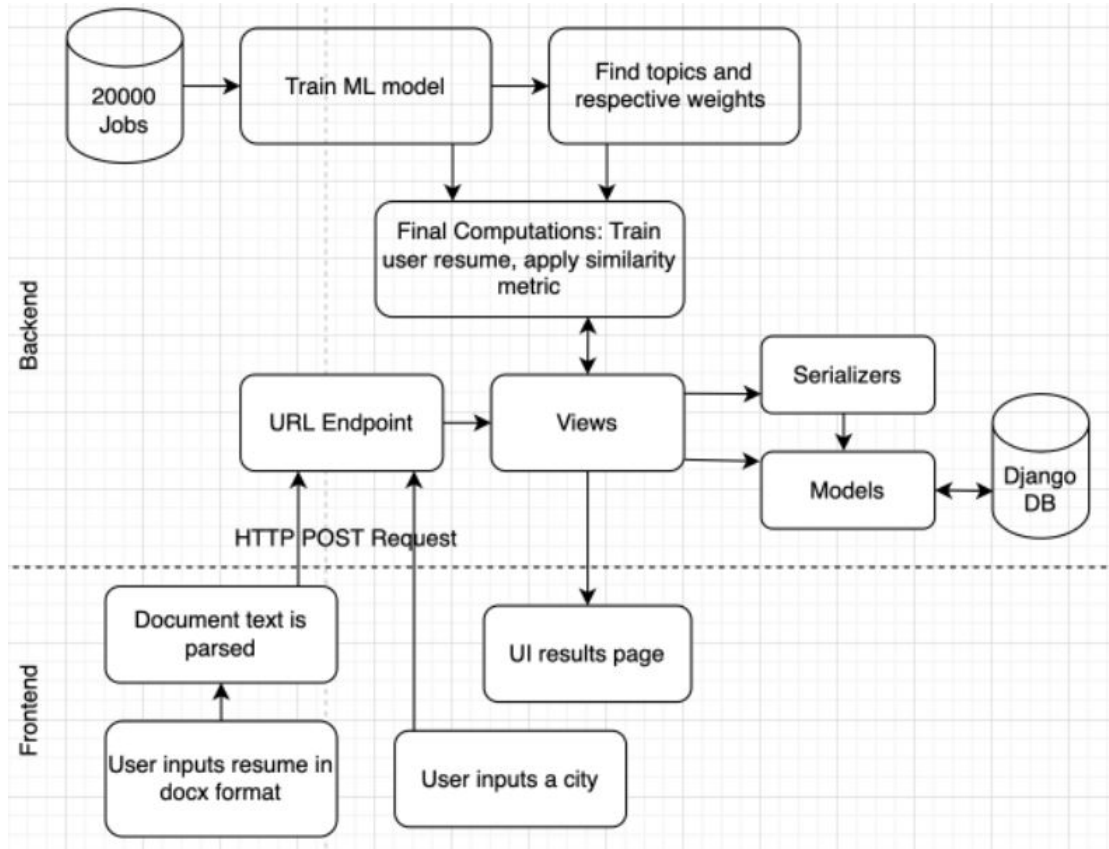 20000
Jobs
Train ML model
Find topics and
respective weights
Final Computations: Train
user resume, apply similarity
metric
Backend
URL Endpoint
Views
Serializers
Models
Django
DB
HTTP POST Request
Frontend
Document text is
parsed
UI results page
User inputs resume in
docx format
User inputs a city